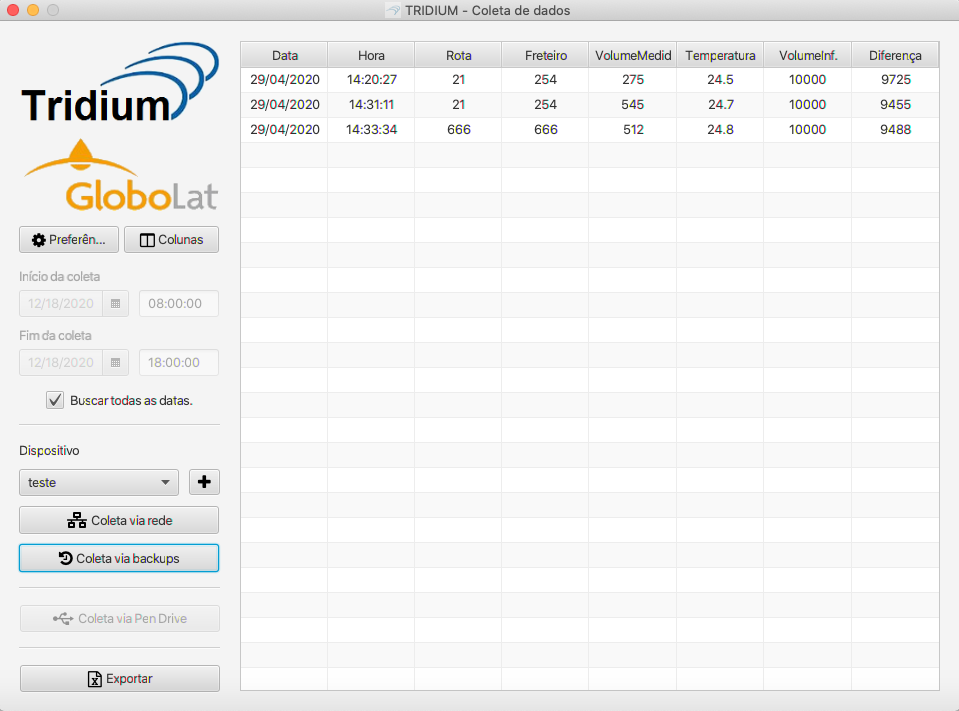 TRIDIUM - Coleta de dados
Tridium
GloboLat
Preferên... Colunas
Início da coleta
12/18/2020 08:00:00
Fim da coleta
12/18/2020 18:00:00
Buscar todas as datas.
Dispositivo
teste
Coleta via rede
Coleta via backups
Coleta via Pen Drive
Exportar
Data Hora Rota Freteiro VolumeMedid Temperatura VolumeInf. Diferença
29/04/2020 14:20:27 21 254 275 24.5 10000 9725
29/04/2020 14:31:11 21 254 545 24.7 10000 9455
29/04/2020 14:33:34 666 666 512 24.8 10000 9488